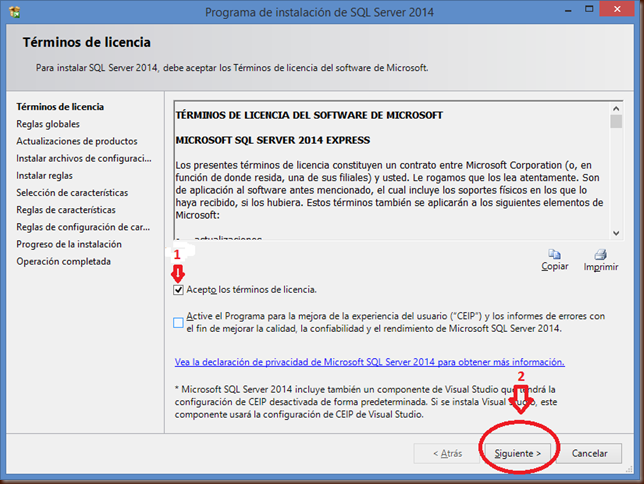 Programa de instalación de SQL Server 2014
Términos de licencia
Para instalar SQL Server 2014, debe aceptar los Términos de licencia del software de Microsoft.
Términos de licencia
Reglas globales
Actualizaciones de productos
Instalar archivos de configuraci...
Instalar reglas
Selección de características
Reglas de características
Reglas de configuración de car...
Progreso de la instalación
Operación completada
TÉRMINOS DE LICENCIA DEL SOFTWARE DE MICROSOFT
MICROSOFT SQL SERVER 2014 EXPRESS
Los presentes términos de licencia constituyen un contrato entre Microsoft Corporation (o, en
función de donde resida, una de sus filiales) y usted. Le rogamos que los lea atentamente. Son
de aplicación al software antes mencionado, el cual incluye los soportes físicos en los que lo
haya recibido, si los hubiera. Estos términos también se aplicarán a los siguientes elementos de
Microsoft:
• actualizaciones
Copiar
Imprimir
1
Acepto los términos de licencia.
Active el Programa para la mejora de la experiencia del usuario ("CEIP") y los informes de errores con
el fin de mejorar la calidad, la confiabilidad y el rendimiento de Microsoft SQL Server 2014.
Vea la declaración de privacidad de Microsoft SQL Server 2014 para obtener más información.
2
* Microsoft SQL Server 2014 incluye también un componente de Visual Studio que tendrá la
configuración de CEIP desactivada de forma predeterminada. Si se instala Visual Studio, este
componente usará la configuración de CEIP de Visual Studio.
< Atrás
Siguiente >
Cancelar